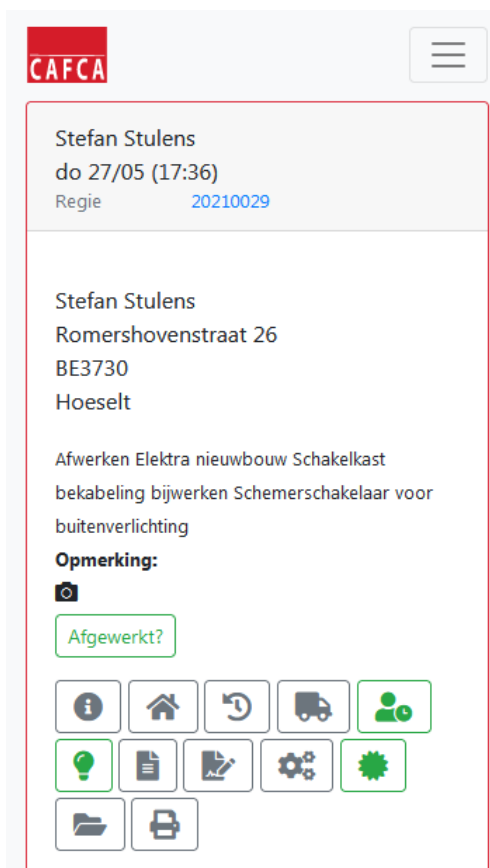 CAFCA
Stefan Stulens
do 27/05 (17:36)
Regie 20210029
Stefan Stulens
Romershovenstraat 26
BE3730
Hoeselt
Afwerken Elektra nieuwbouw Schakelkast
bekabeling bijwerken Schemerschakelaar voor
buitenverlichting
Opmerking:
Afgewerkt?